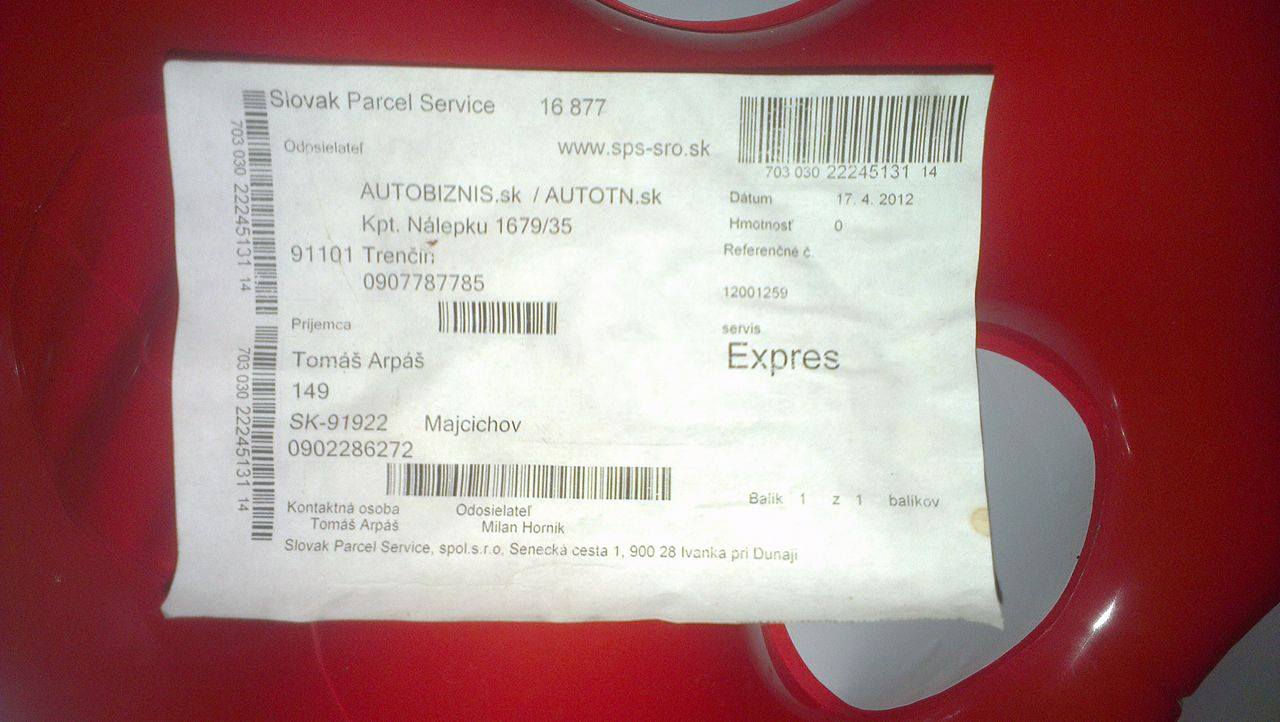 Slovak Parcel Service 16 877
www.sps-sro.sk
703 030 22245131 14
703 030 22245131 14
703 030 22245131 14
Odosielateľ
AUTOBIZNIS.sk / AUTOTN.sk
Kpt. Nálepku 1679/35
91101 Trenčín
0907787785
Dátum 17. 4. 2012
Hmotnosť 0
Referenčné č.
12001259
servis
Expres
Príjemca
Tomáš Arpáš
149
SK-91922 Majcichov
0902286272
Balík 1 z 1 balíkov
Kontaktná osoba Odosielateľ
Tomáš Arpáš Milan Hornik
Slovak Parcel Service, spol.s.r.o. Senecká cesta 1, 900 28 Ivanka pri Dunaji